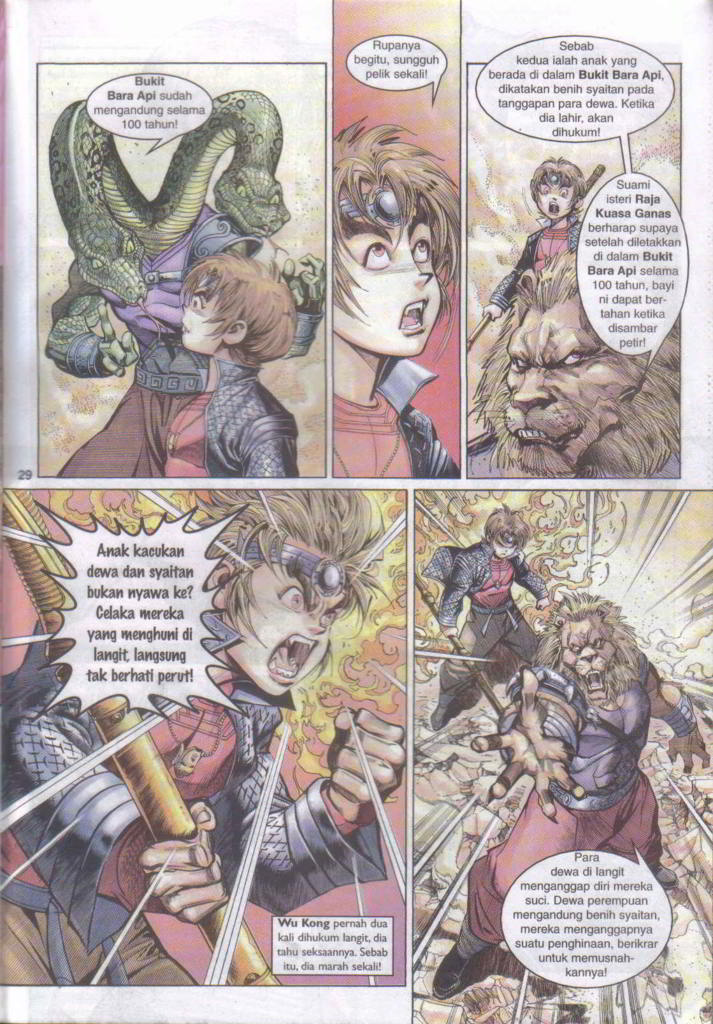 Bukit
Bara Api sudah
mengandung selama
100 tahun!
Rupanya
begitu, sungguh
pelik sekali!
Sebab
kedua ialah anak yang
berada di dalam Bukit Bara Api,
dikatakan benih syaitan pada
tanggapan para dewa. Ketika
dia lahir, akan
dihukum!
Suami
isteri Raja
Kuasa Ganas
berharap supaya
setelah diletakkan
di dalam Bukit
Bara Api selama
100 tahun, bayi
ni dapat ber-
tahan ketika
disambar
petir!
29
Anak kacukan
dewa dan syaitan
bukan nyawa ke?
Celaka mereka
yang menghuni di
langit, langsung
tak berhati perut!
Wu Kong pernah dua
kali dihukum langit, dia
tahu seksaannya. Sebab
itu, dia marah sekali!
Para
dewa di langit
menganggap diri mereka
suci. Dewa perempuan
mengandung benih syaitan,
mereka menganggapnya
suatu penghinaan, berikrar
untuk memusnah-
kannya!